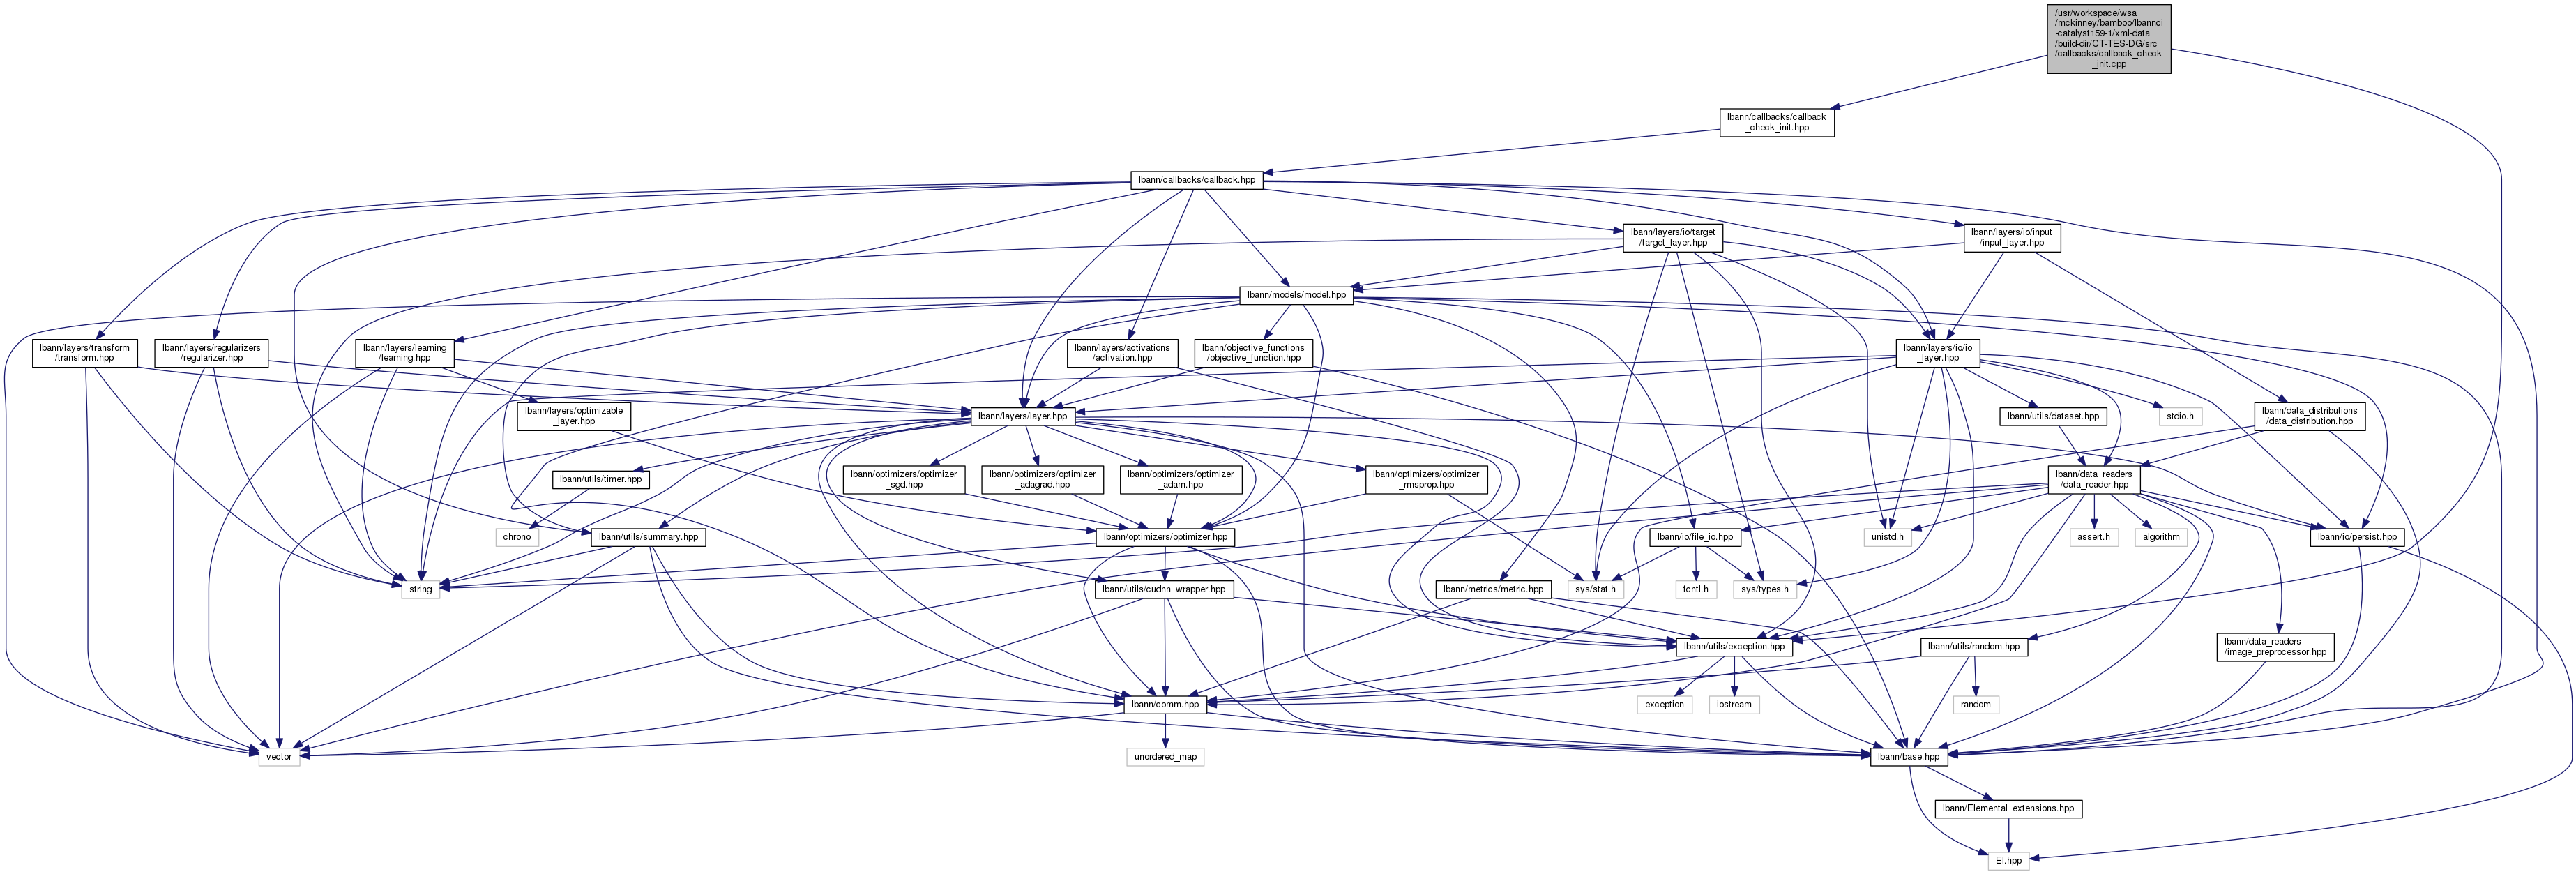 /usr/workspace/wsa
/mckinney/bamboo/lbannci
-catalyst159-1/xml-data
/build-dir/CT-TES-DG/src
/callbacks/callback_check
_init.cpp
lbann/callbacks/callback
_check_init.hpp
lbann/callbacks/callback.hpp
lbann/layers/io/target
/target_layer.hpp
lbann/layers/io/input
/input_layer.hpp
lbann/models/model.hpp
lbann/layers/transform
/transform.hpp
lbann/layers/regularizers
/regularizer.hpp
lbann/layers/learning
/learning.hpp
lbann/layers/activations
/activation.hpp
lbann/objective_functions
/objective_function.hpp
lbann/layers/io/io
_layer.hpp
lbann/layers/optimizable
_layer.hpp
lbann/layers/layer.hpp
lbann/utils/dataset.hpp
stdio.h
lbann/data_distributions
/data_distribution.hpp
lbann/utils/timer.hpp
lbann/optimizers/optimizer
_sgd.hpp
lbann/optimizers/optimizer
_adagrad.hpp
lbann/optimizers/optimizer
_adam.hpp
lbann/optimizers/optimizer
_rmsprop.hpp
lbann/data_readers
/data_reader.hpp
chrono
lbann/utils/summary.hpp
lbann/optimizers/optimizer.hpp
lbann/io/file_io.hpp
unistd.h
assert.h
algorithm
lbann/io/persist.hpp
string
lbann/utils/cudnn_wrapper.hpp
lbann/metrics/metric.hpp
sys/stat.h
fcntl.h
sys/types.h
lbann/utils/exception.hpp
lbann/utils/random.hpp
lbann/data_readers
/image_preprocessor.hpp
lbann/comm.hpp
exception
iostream
random
vector
unordered_map
lbann/base.hpp
lbann/Elemental_extensions.hpp
El.hpp